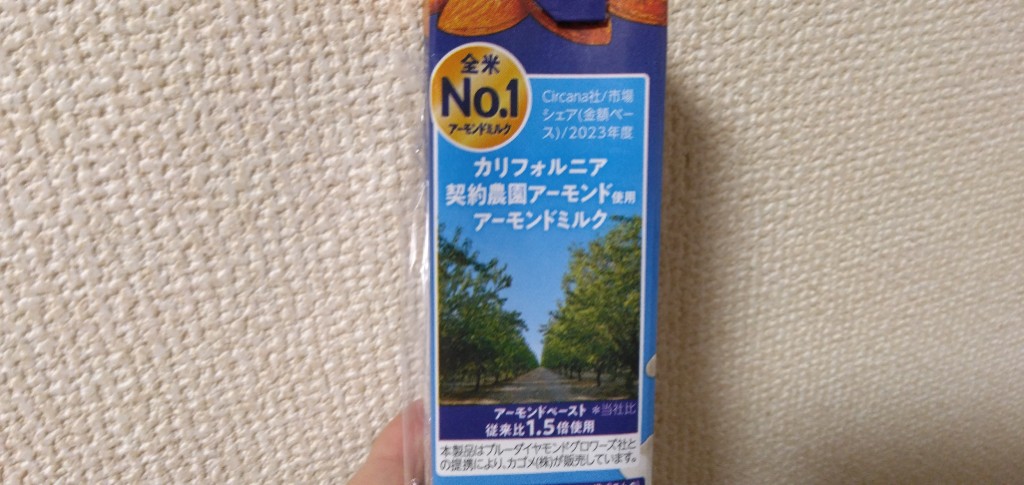 全米
No.1
アーモンドミルク
Circana社/市場
シェア(金額ベー
ス)/2023年度
カリフォルニア
契約農園アーモンド使用
アーモンドミルク
アーモンドペースト *当社比
従来比1.5倍使用
本製品はブルーダイヤモンドグロワーズ社と
の提携により、カゴメ(株)が販売しています。